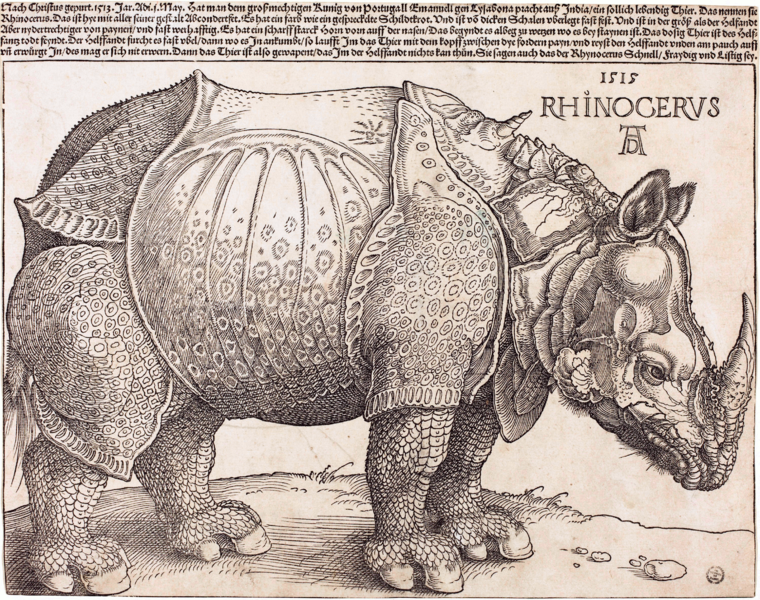 Nach Christus gepurt. 1513. Jar. Adi. j. May. Hat man dem großmechtigen Kunig von Portugall Emanuell gen Lysabona pracht auß India/ein sollich lebendig Thier. Das nennen sie
Rhinocerus. Das ist hye mit aller seiner gestalt Abcondertfet. Es hat ein farb wie ein gespreckelte Schildtkrot. Vnd ist vō dicken Schalen vberlegt fast fest. Vnd ist in der größ als der Helfandt
Aber nydertrechtiger von paynen/vnd fast werhafftig. Es hat ein scharff starck Horn vorn auff der nasen/Das begyndt es albeg zu wetzen wo es bey staynen ist. Das dosig Thier ist des Helf-
fantz todt feyndt. Der Helffandt furcht es fast vbel/dann wo es Jn ankumbt/so laufft Jm das Thier mit dem kopff zwischen dye fordern payn/vnd reyst den Helffandt vnden am pauch auff
vñ erwürgt Jn/des mag er sich nit erwern. Dann das Thier ist also gewapent/das Jm der Helffandt nichts kan thůn. Sie sagen auch das der Rhynocerus Schnell/Fraydig vnd Listig sey.
1515
RHINOCERVS
AD